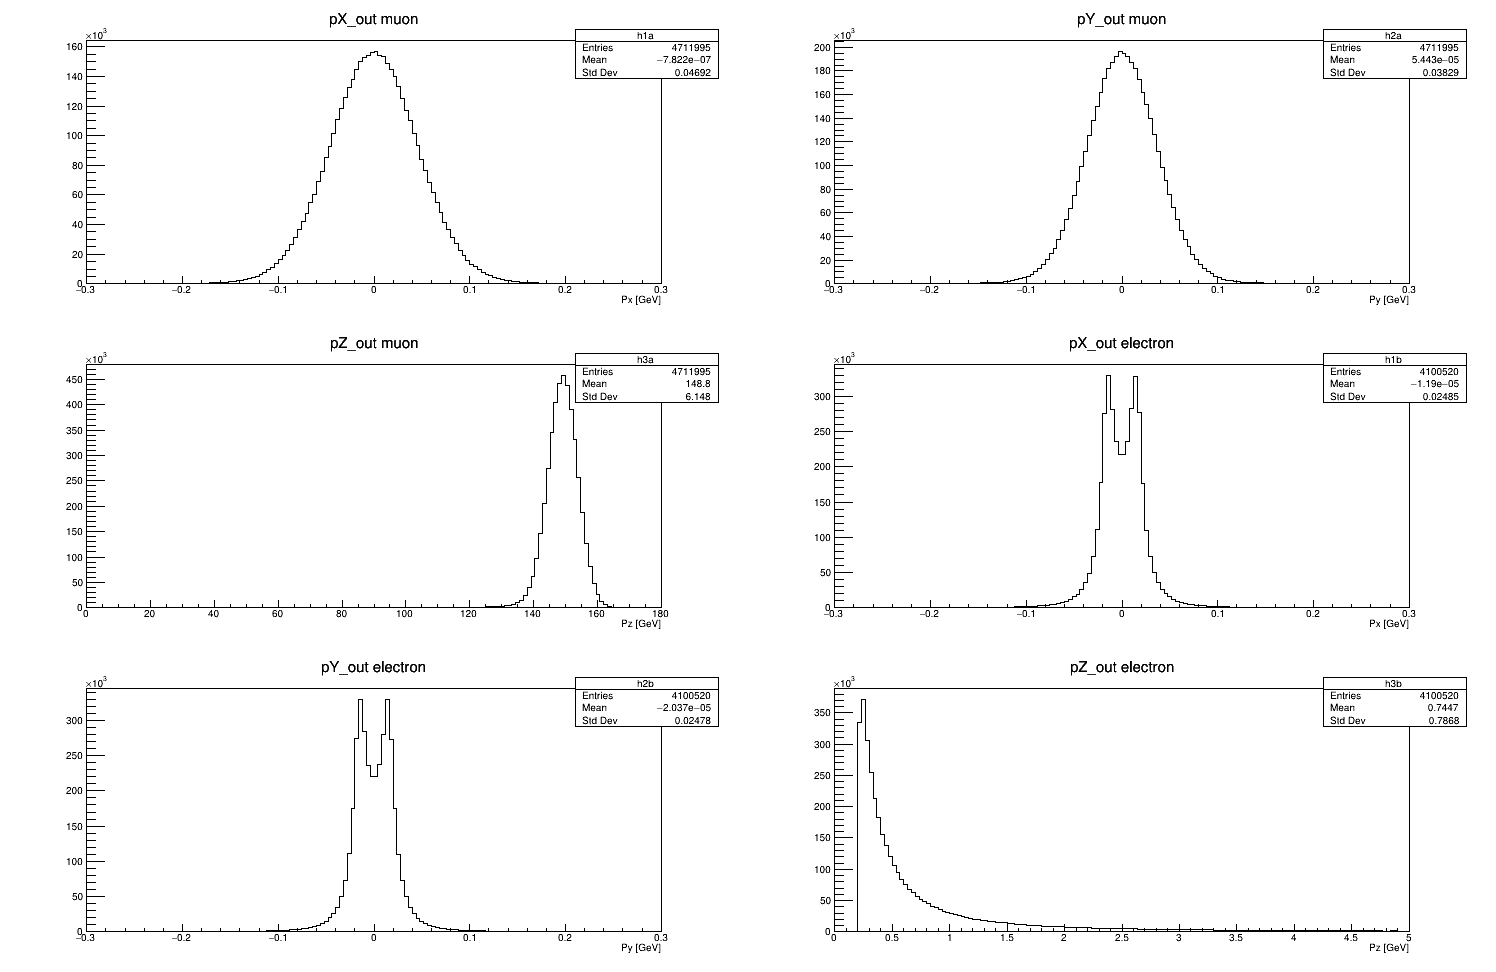 pX_out muon
×10³
h1a
Entries 4711995
Mean −7.822e−07
Std Dev 0.04692
160
140
120
100
80
60
40
20
0
−0.3 −0.2 −0.1 0 0.1 0.2 0.3
Px [GeV]
pY_out muon
×10³
h2a
Entries 4711995
Mean 5.443e−05
Std Dev 0.03829
200
180
160
140
120
100
80
60
40
20
0
−0.3 −0.2 −0.1 0 0.1 0.2 0.3
Py [GeV]
pZ_out muon
×10³
h3a
Entries 4711995
Mean 148.8
Std Dev 6.148
450
400
350
300
250
200
150
100
50
0
0 20 40 60 80 100 120 140 160 180
Pz [GeV]
pX_out electron
×10³
h1b
Entries 4100520
Mean −1.19e−05
Std Dev 0.02485
300
250
200
150
100
50
0
−0.3 −0.2 −0.1 0 0.1 0.2 0.3
Px [GeV]
pY_out electron
×10³
h2b
Entries 4100520
Mean −2.037e−05
Std Dev 0.02478
300
250
200
150
100
50
0
−0.3 −0.2 −0.1 0 0.1 0.2 0.3
Py [GeV]
pZ_out electron
×10³
h3b
Entries 4100520
Mean 0.7447
Std Dev 0.7868
350
300
250
200
150
100
50
0
0 0.5 1 1.5 2 2.5 3 3.5 4 4.5 5
Pz [GeV]